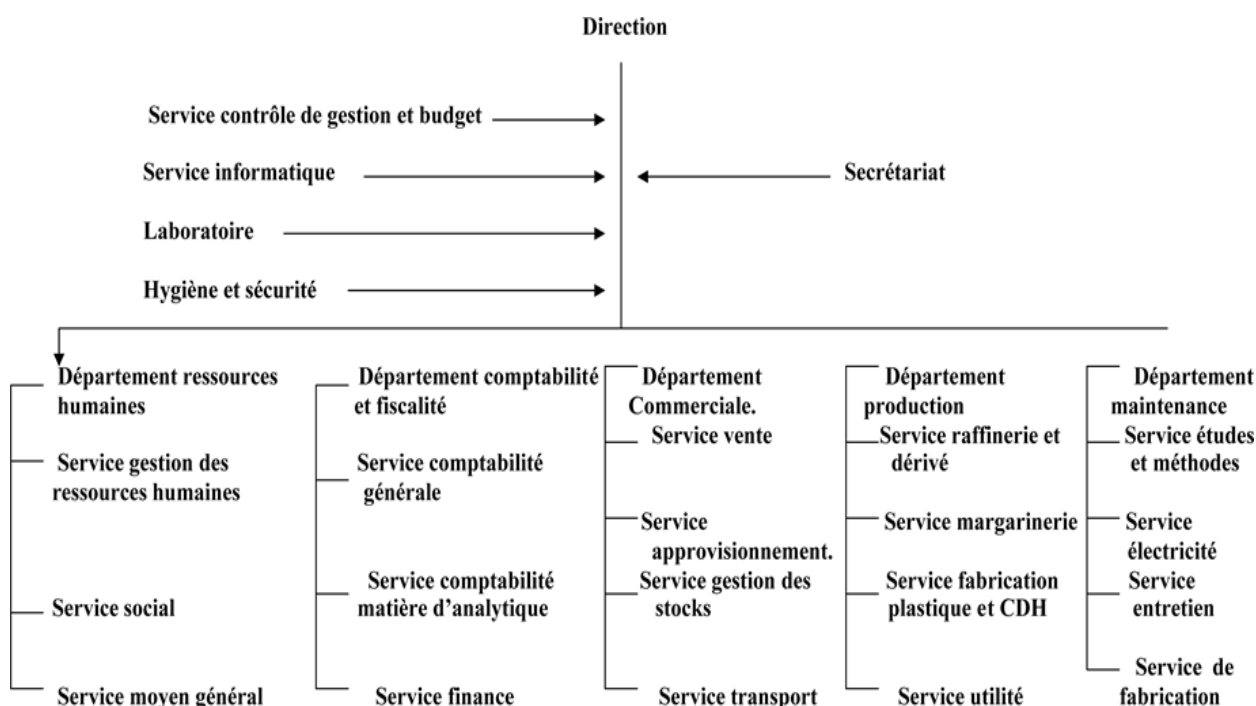 Direction
Service contrôle de gestion et budget
Service informatique
Secrétariat
Laboratoire
Hygiène et sécurité
Département ressources
humaines
Service gestion des
ressources humaines
Service social
Service moyen général
Département comptabilité
et fiscalité
Service comptabilité
générale
Service comptabilité
matière d’analytique
Service finance
Département
Commerciale.
Service vente
Service
approvisionnement.
Service gestion des
stocks
Service transport
Département
production
Service raffinerie et
dérivé
Service margarinerie
Service fabrication
plastique et CDH
Service utilité
Département
maintenance
Service études
et méthodes
Service
électricité
Service
entretien
Service de
fabrication